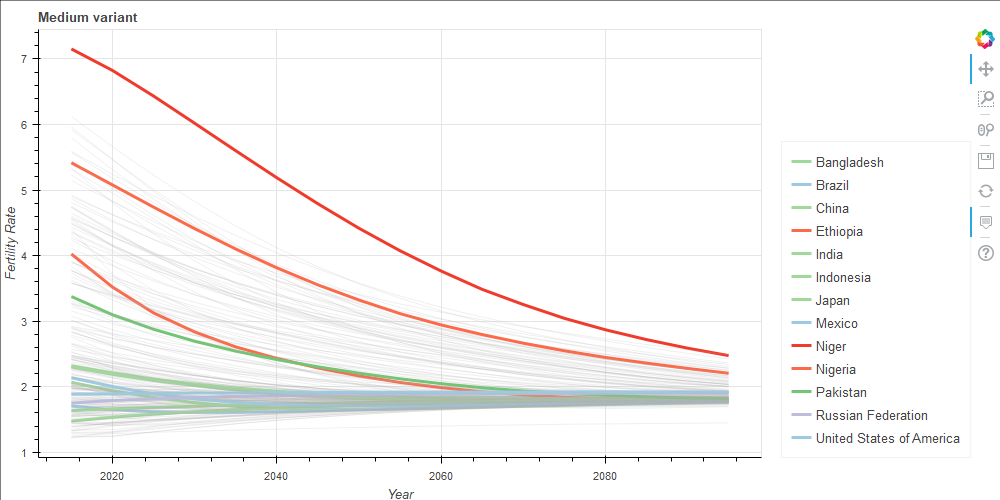 Medium variant
7
6
5
4
3
2
1
Fertility Rate
2020
2040
2060
2080
Year
Bangladesh
Brazil
China
Ethiopia
India
Indonesia
Japan
Mexico
Niger
Nigeria
Pakistan
Russian Federation
United States of America